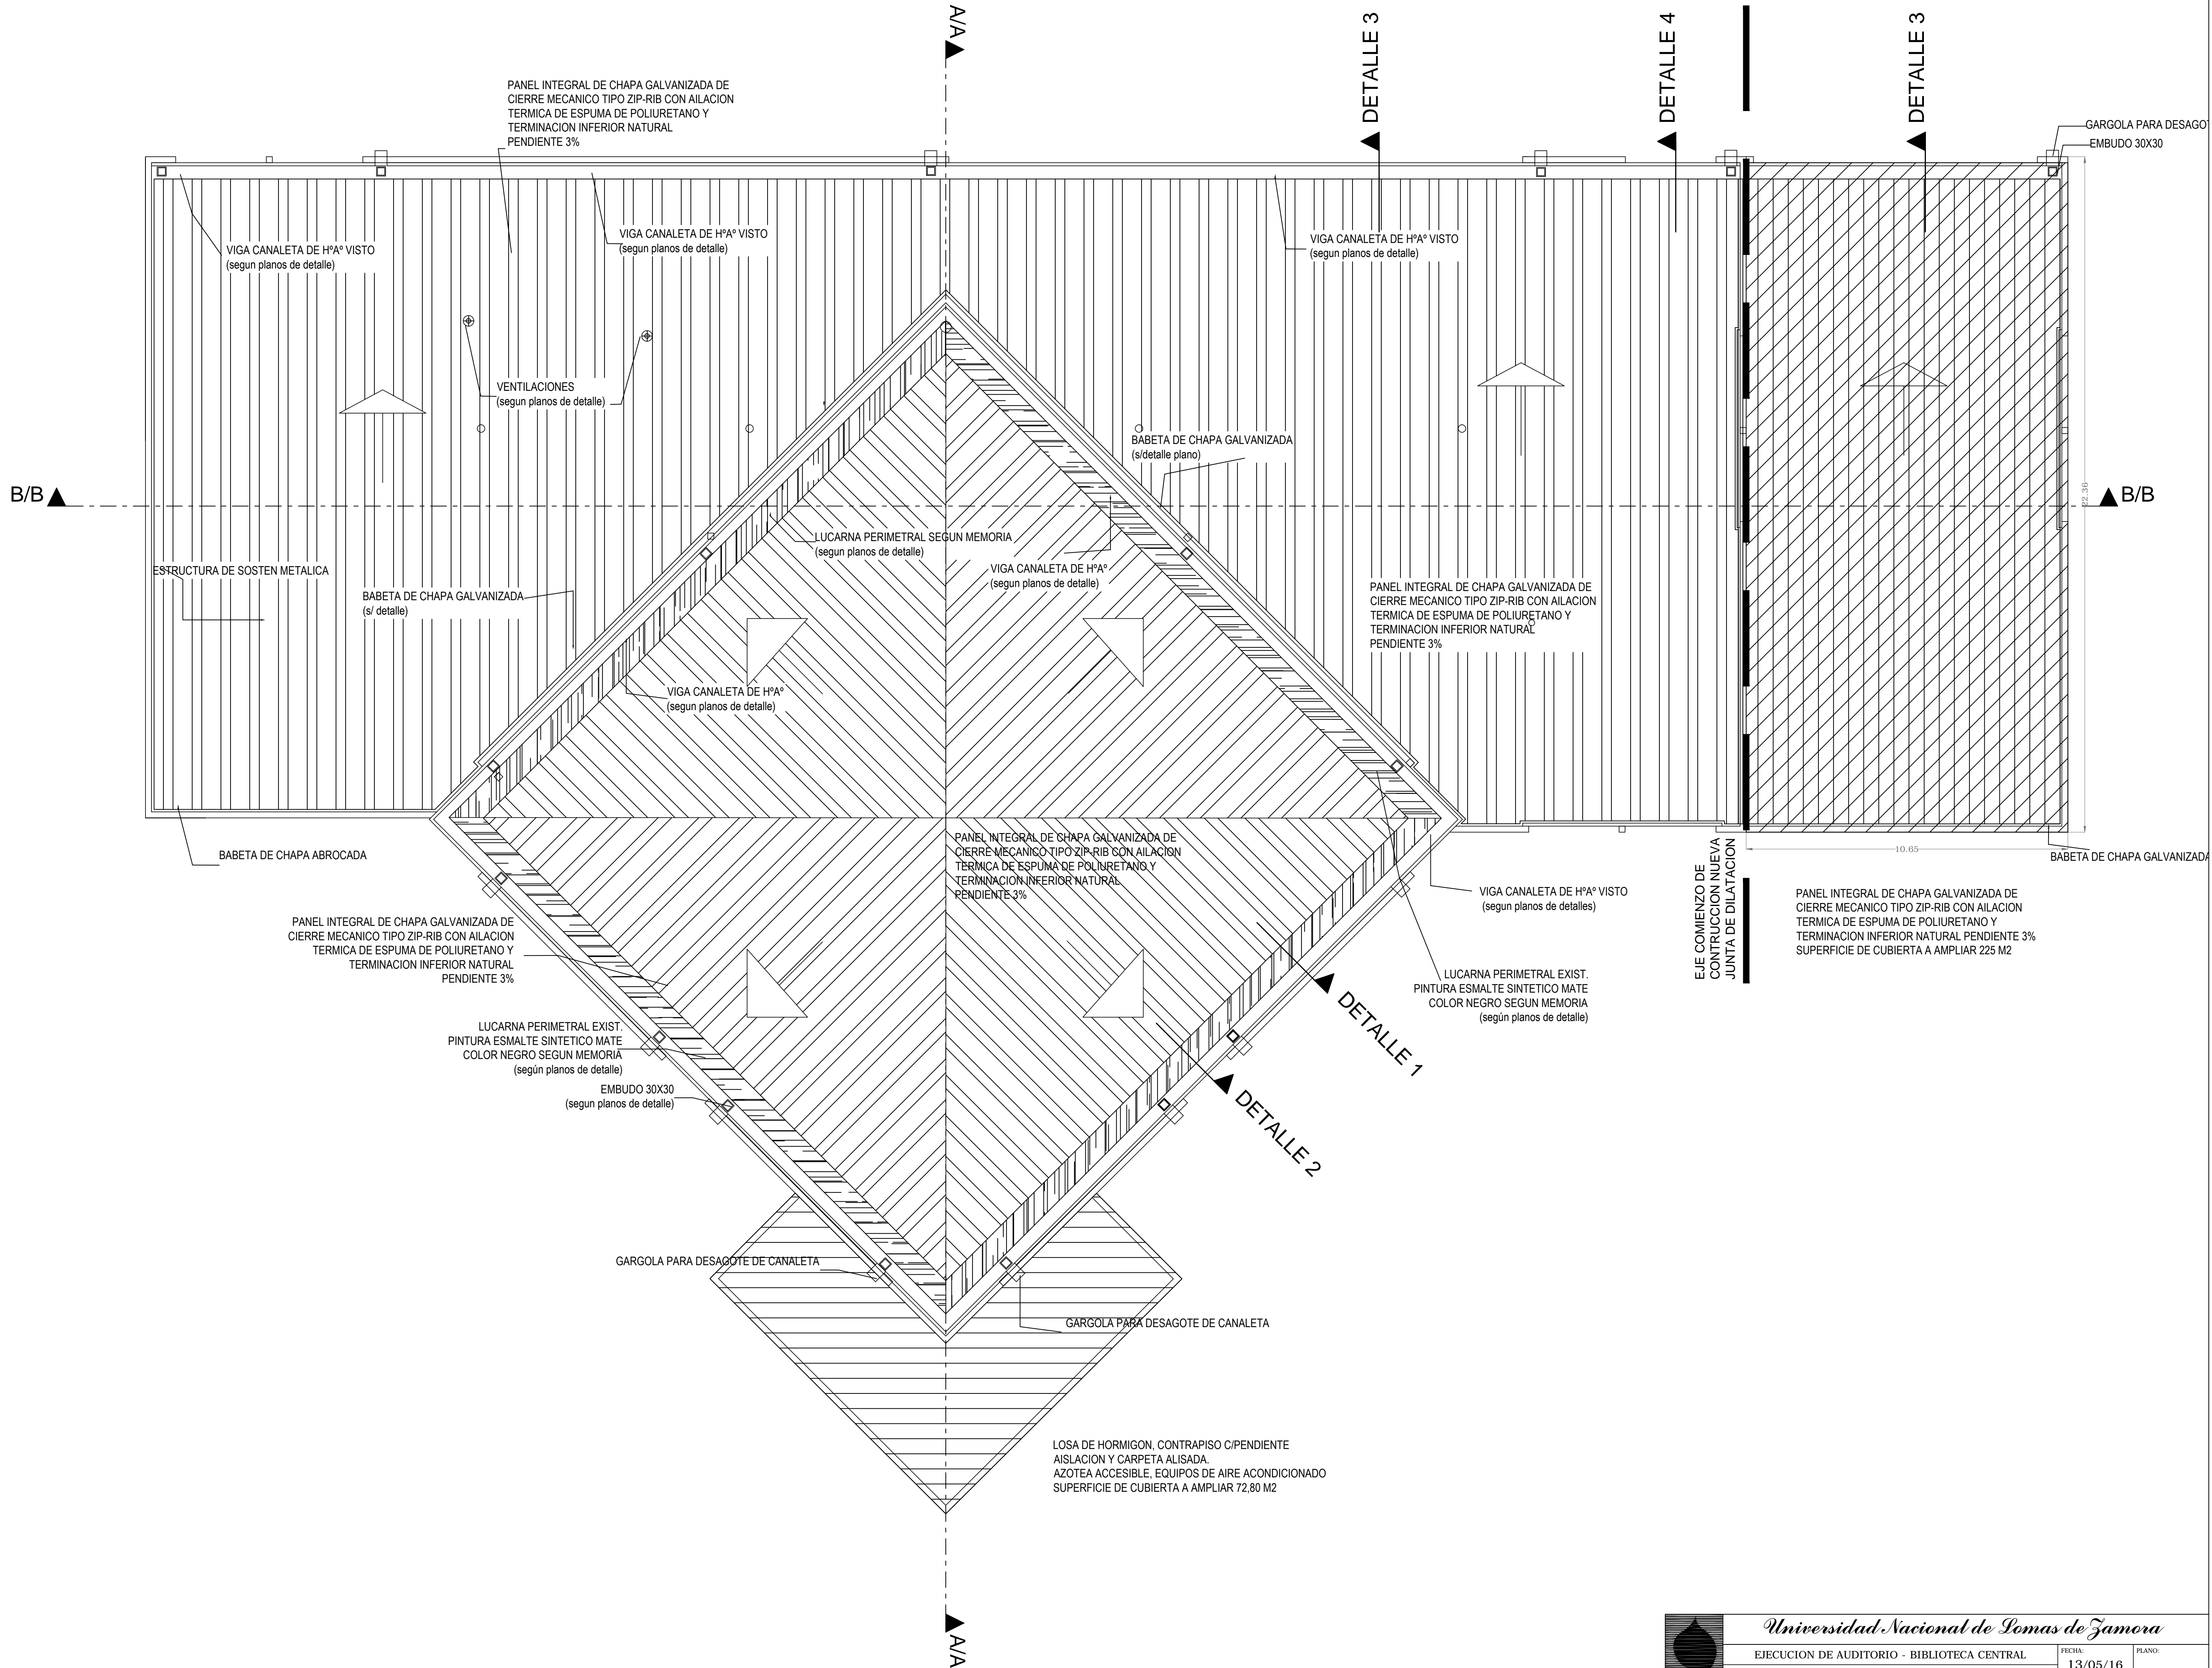 A/A
DETALLE 3
DETALLE 4
DETALLE 3
PANEL INTEGRAL DE CHAPA GALVANIZADA DE
CIERRE MECANICO TIPO ZIP-RIB CON AILACION
TERMICA DE ESPUMA DE POLIURETANO Y
TERMINACION INFERIOR NATURAL
PENDIENTE 3%
GARGOLA PARA DESAGOT
EMBUDO 30X30
VIGA CANALETA DE HºAº VISTO
(segun planos de detalle)
VIGA CANALETA DE HºAº VISTO
(segun planos de detalle)
VIGA CANALETA DE HºAº VISTO
(segun planos de detalle)
VENTILACIONES
(segun planos de detalle)
BABETA DE CHAPA GALVANIZADA
(s/detalle plano)
B/B
B/B
22.36
LUCARNA PERIMETRAL SEGUN MEMORIA
(segun planos de detalle)
VIGA CANALETA DE HºAº
(segun planos de detalle)
ESTRUCTURA DE SOSTEN METALICA
BABETA DE CHAPA GALVANIZADA
(s/ detalle)
PANEL INTEGRAL DE CHAPA GALVANIZADA DE
CIERRE MECANICO TIPO ZIP-RIB CON AILACION
TERMICA DE ESPUMA DE POLIURETANO Y
TERMINACION INFERIOR NATURAL
PENDIENTE 3%
VIGA CANALETA DE HºAº
(segun planos de detalle)
BABETA DE CHAPA ABROCADA
PANEL INTEGRAL DE CHAPA GALVANIZADA DE
CIERRE MECANICO TIPO ZIP-RIB CON AILACION
TERMICA DE ESPUMA DE POLIURETANO Y
TERMINACION INFERIOR NATURAL
PENDIENTE 3%
10.65
BABETA DE CHAPA GALVANIZADA
VIGA CANALETA DE HºAº VISTO
(segun planos de detalles)
EJE COMIENZO DE
CONTRUCCION NUEVA
JUNTA DE DILATACION
PANEL INTEGRAL DE CHAPA GALVANIZADA DE
CIERRE MECANICO TIPO ZIP-RIB CON AILACION
TERMICA DE ESPUMA DE POLIURETANO Y
TERMINACION INFERIOR NATURAL PENDIENTE 3%
SUPERFICIE DE CUBIERTA A AMPLIAR 225 M2
PANEL INTEGRAL DE CHAPA GALVANIZADA DE
CIERRE MECANICO TIPO ZIP-RIB CON AILACION
TERMICA DE ESPUMA DE POLIURETANO Y
TERMINACION INFERIOR NATURAL
PENDIENTE 3%
LUCARNA PERIMETRAL EXIST.
PINTURA ESMALTE SINTETICO MATE
COLOR NEGRO SEGUN MEMORIA
(según planos de detalle)
DETALLE 1
LUCARNA PERIMETRAL EXIST.
PINTURA ESMALTE SINTETICO MATE
COLOR NEGRO SEGUN MEMORIA
(según planos de detalle)
EMBUDO 30X30
(segun planos de detalle)
DETALLE 2
GARGOLA PARA DESAGOTE DE CANALETA
GARGOLA PARA DESAGOTE DE CANALETA
LOSA DE HORMIGON, CONTRAPISO C/PENDIENTE
AISLACION Y CARPETA ALISADA.
AZOTEA ACCESIBLE, EQUIPOS DE AIRE ACONDICIONADO
SUPERFICIE DE CUBIERTA A AMPLIAR 72,80 M2
A/A
Universidad Nacional de Lomas de Zamora
EJECUCION DE AUDITORIO - BIBLIOTECA CENTRAL
FECHA:
13/05/16
PLANO: